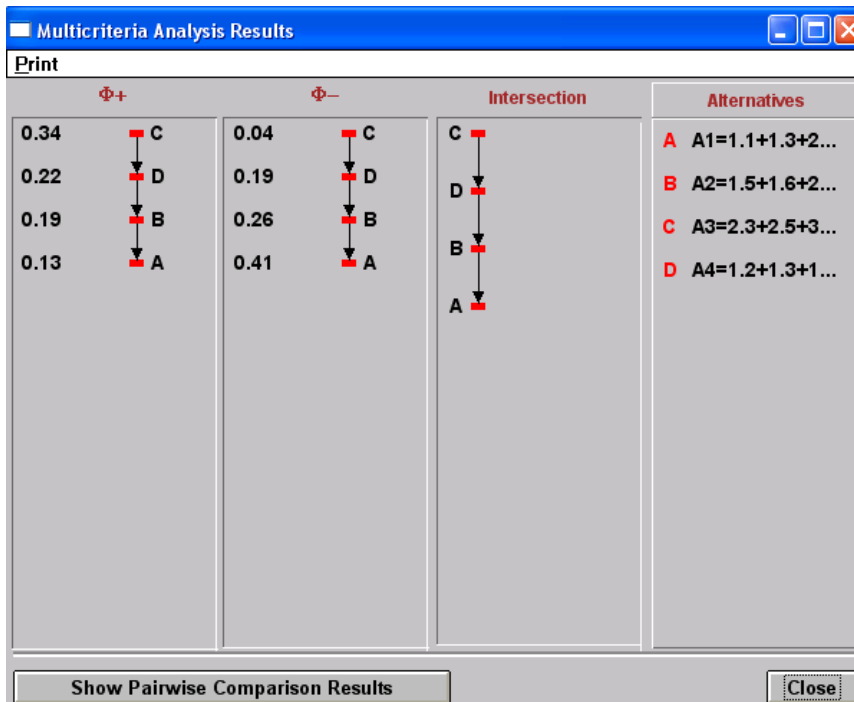 Multicriteria Analysis Results
Print
Φ+ Φ− Intersection Alternatives
0.34 C 0.04 C C A A1=1.1+1.3+2...
0.22 D 0.19 D D B A2=1.5+1.6+2...
0.19 B 0.26 B B C A3=2.3+2.5+3...
0.13 A 0.41 A A D A4=1.2+1.3+1...
Show Pairwise Comparison Results Close